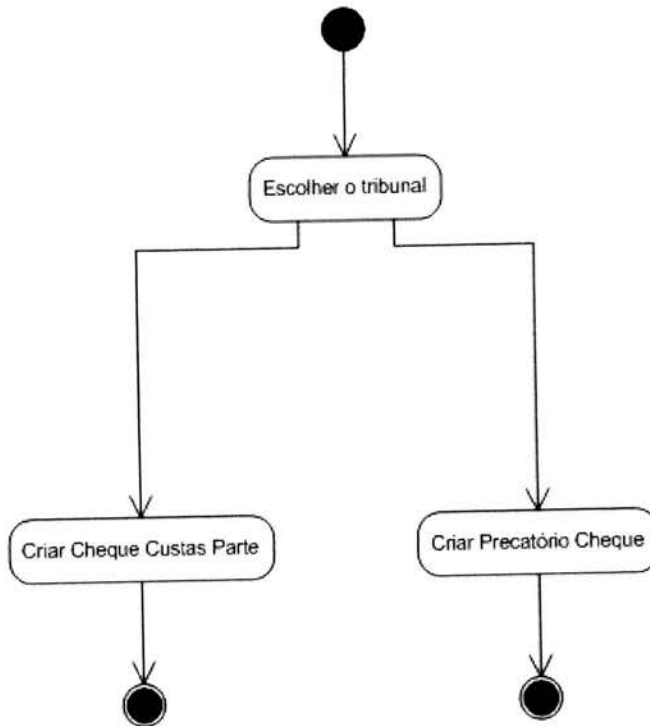 Escolher o tribunal
Criar Cheque Custas Parte
Criar Precatório Cheque